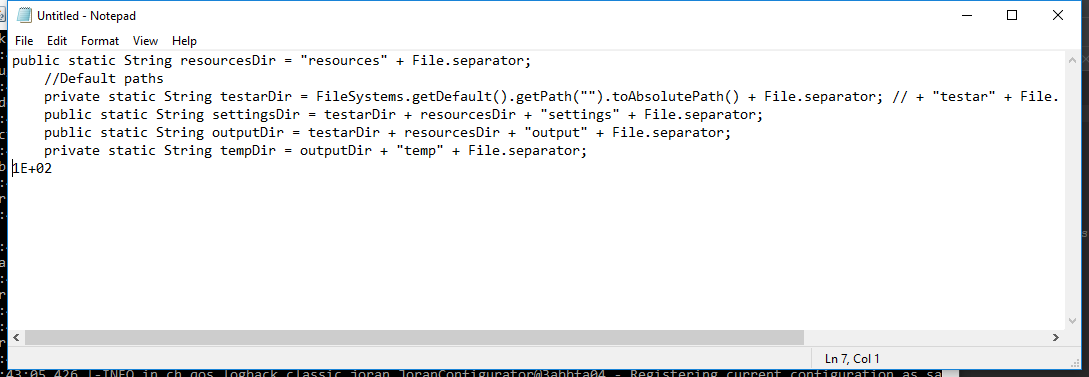 Untitled - Notepad
File Edit Format View Help
public static String resourcesDir = "resources" + File.separator;
//Default paths
private static String testarDir = FileSystems.getDefault().getPath("").toAbsolutePath() + File.separator; // + "testar" + File.
public static String settingsDir = testarDir + resourcesDir + "settings" + File.separator;
public static String outputDir = testarDir + resourcesDir + "output" + File.separator;
private static String tempDir = outputDir + "temp" + File.separator;
1E+02
Ln 7, Col 1
:43:05,426 |-INFO in ch.qos.logback.classic.joran.JoranConfigurator@3abbfa04 - Registering current configuration as sa